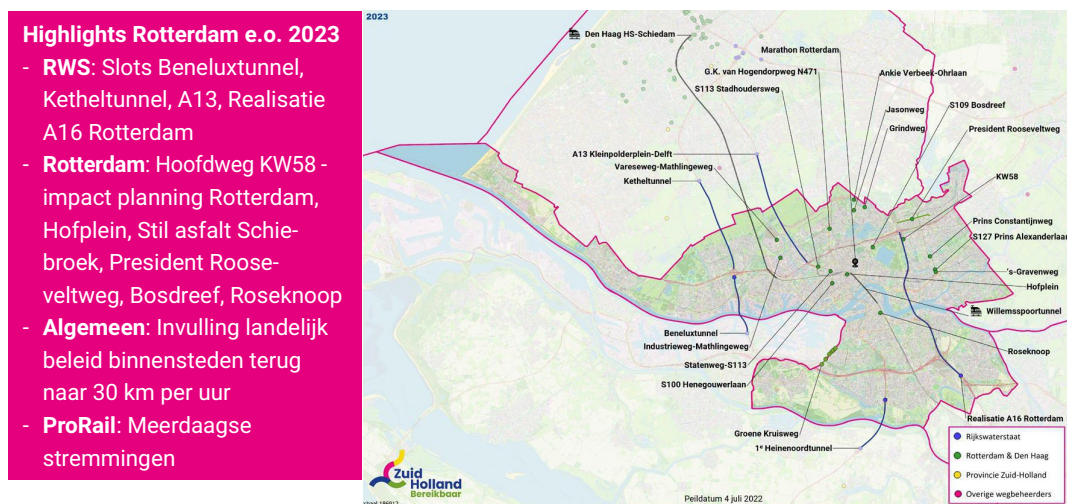 Highlights Rotterdam e.o. 2023
- RWS: Slots Beneluxtunnel,
Ketheltunnel, A13, Realisatie
A16 Rotterdam
- Rotterdam: Hoofdweg KW58 -
impact planning Rotterdam,
Hofplein, Stil asfalt Schie-
broek, President Roose-
veltweg, Bosdreef, Roseknoop
- Algemeen: Invulling landelijk
beleid binnensteden terug
naar 30 km per uur
- ProRail: Meerdaagse
stremmingen
2023
Den Haag HS-Schiedam
Marathon Rotterdam
G.K. van Hogendorpweg N471
Ankie Verbeek-Ohrlaan
S113 Stadhoudersweg
Jasonweg
S109 Bosdreef
Grindweg
President Rooseveltweg
A13 Kleinpolderplein-Delft
Vareseweg-Mathlingeweg
Ketheltunnel
KW58
Prins Constantijnweg
S127 Prins Alexanderlaan
's-Gravenweg
Hofplein
Willemsspoortunnel
Beneluxtunnel
Industrieweg-Mathlingeweg
Roseknoop
Statenweg-S113
S100 Henegouwerlaan
Realisatie A16 Rotterdam
Groene Kruisweg
1e Heinenoordtunnel
Rijkswaterstaat
Rotterdam & Den Haag
Provincie Zuid-Holland
Overige wegbeheerders
Zuid
Holland
Bereikbaar
Peildatum 4 juli 2022